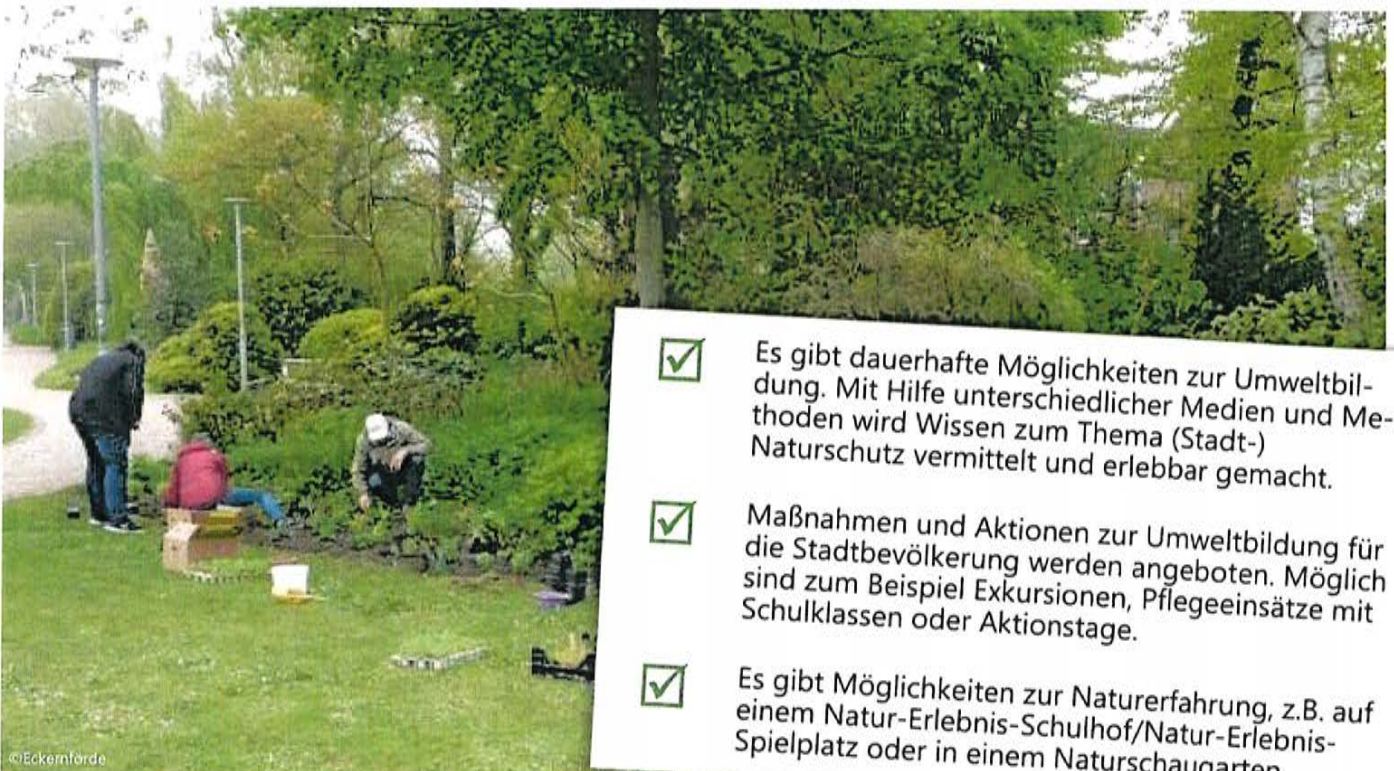 Es gibt dauerhafte Möglichkeiten zur Umweltbil-
dung. Mit Hilfe unterschiedlicher Medien und Me-
thoden wird Wissen zum Thema (Stadt-)
Naturschutz vermittelt und erlebbar gemacht.
Maßnahmen und Aktionen zur Umweltbildung für
die Stadtbevölkerung werden angeboten. Möglich
sind zum Beispiel Exkursionen, Pflegeeinsätze mit
Schulklassen oder Aktionstage.
Es gibt Möglichkeiten zur Naturerfahrung, z.B. auf
einem Natur-Erlebnis-Schulhof/Natur-Erlebnis-
Spielplatz oder in einem Naturschaugarten
©Eckernförde